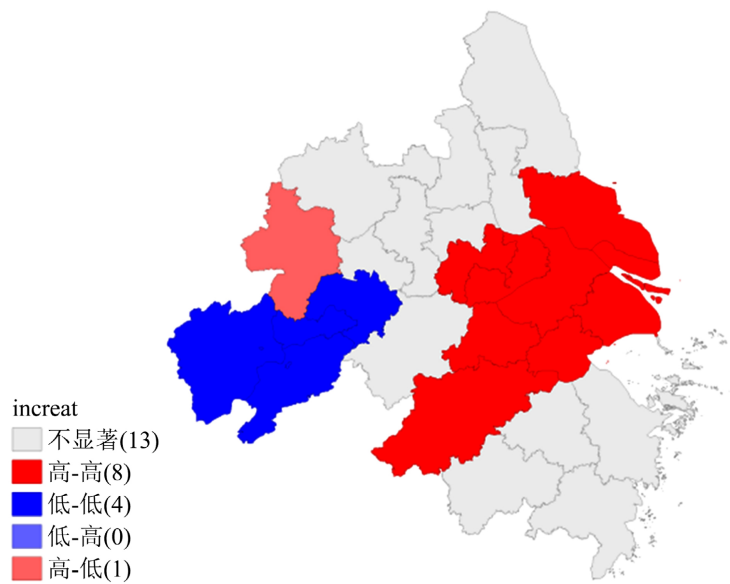 increat
不显著(13)
高-高(8)
低-低(4)
低-高(0)
高-低(1)